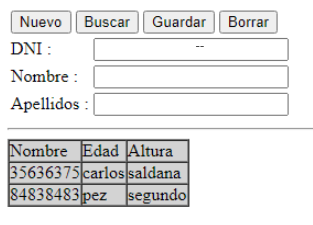 Nuevo Buscar Guardar Borrar
DNI : --
Nombre :
Apellidos :
Nombre Edad Altura
35636375 carlos saldana
84838483 pez segundo